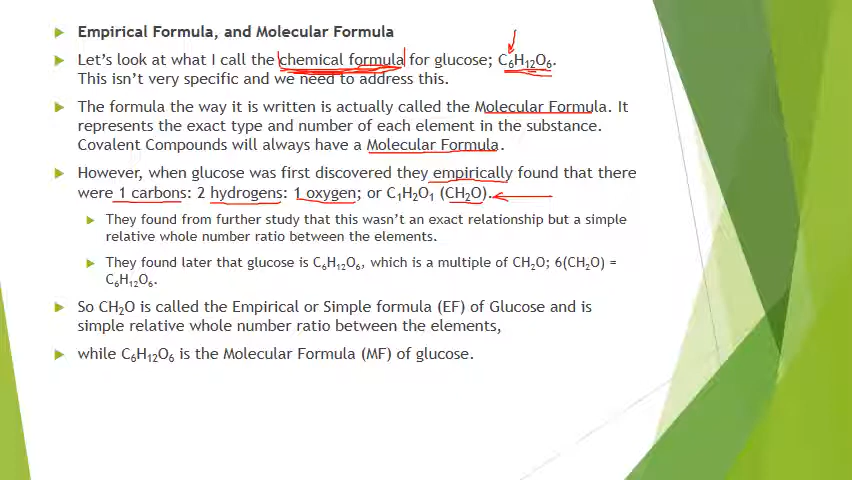 Empirical Formula, and Molecular Formula
Let's look at what I call the chemical formula for glucose; C₆H₁₂O₆.
This isn't very specific and we need to address this.
The formula the way it is written is actually called the Molecular Formula. It
represents the exact type and number of each element in the substance.
Covalent Compounds will always have a Molecular Formula.
However, when glucose was first discovered they empirically found that there
were 1 carbons: 2 hydrogens: 1 oxygen; or C₁H₂O₁ (CH₂O).
They found from further study that this wasn't an exact relationship but a simple
relative whole number ratio between the elements.
They found later that glucose is C₆H₁₂O₆, which is a multiple of CH₂O; 6(CH₂O) =
C₆H₁₂O₆.
So CH₂O is called the Empirical or Simple formula (EF) of Glucose and is
simple relative whole number ratio between the elements,
while C₆H₁₂O₆ is the Molecular Formula (MF) of glucose.